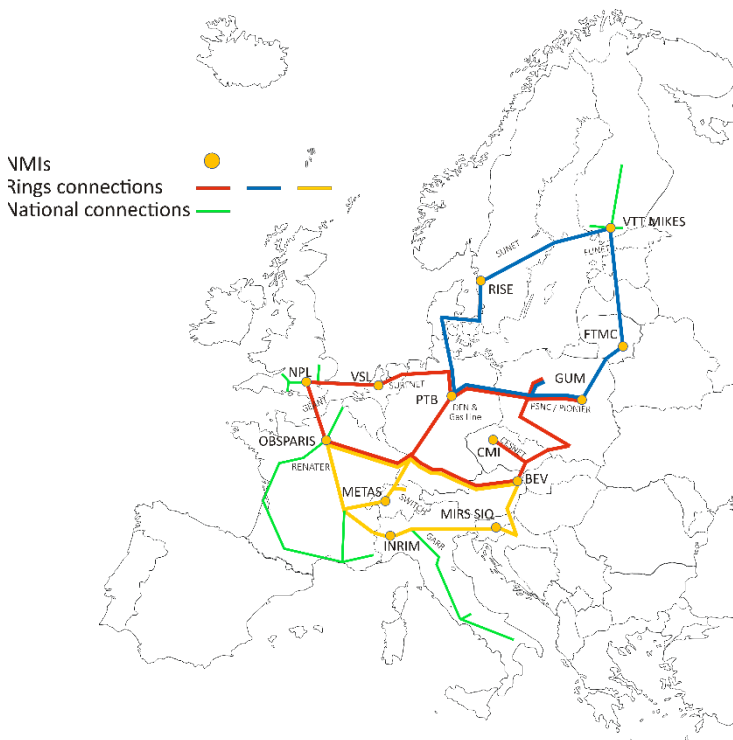 NMIs
Rings connections
National connections
VTT MIKES
SUNET
FUNET
RISE
FTMC
NPL
VSL
SURFNET
GUM
GEANT
PTB
DFN &
Gas Line
PSNC / PIONIER
OBSPARIS
CMI
CESNET
RENATER
BEV
METAS
SWITCH
MIRS SIQ
INRIM
GARR